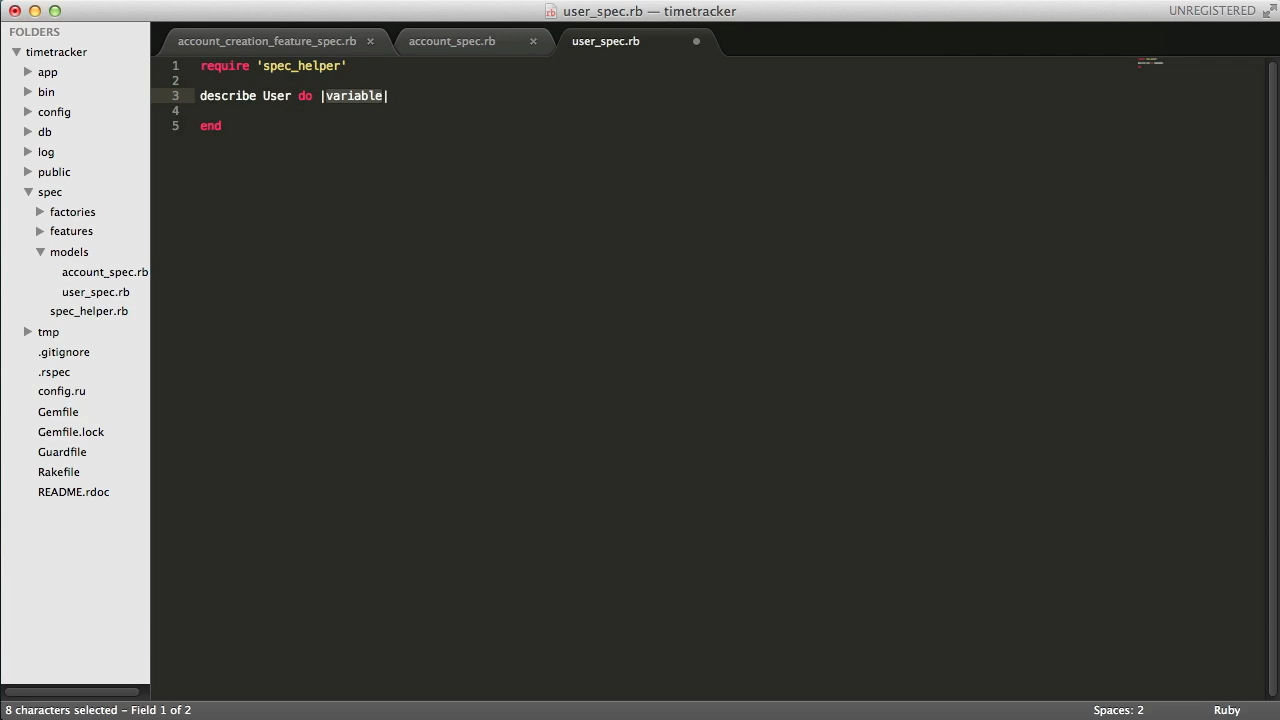 user_spec.rb — timetracker
UNREGISTERED
FOLDERS
timetracker
app
bin
config
db
log
public
spec
factories
features
models
account_spec.rb
user_spec.rb
spec_helper.rb
tmp
.gitignore
.rspec
config.ru
Gemfile
Gemfile.lock
Guardfile
Rakefile
README.rdoc
account_creation_feature_spec.rb
account_spec.rb
user_spec.rb
1 require 'spec_helper'
2
3 describe User do |variable|
4
5 end
8 characters selected – Field 1 of 2
Spaces: 2
Ruby